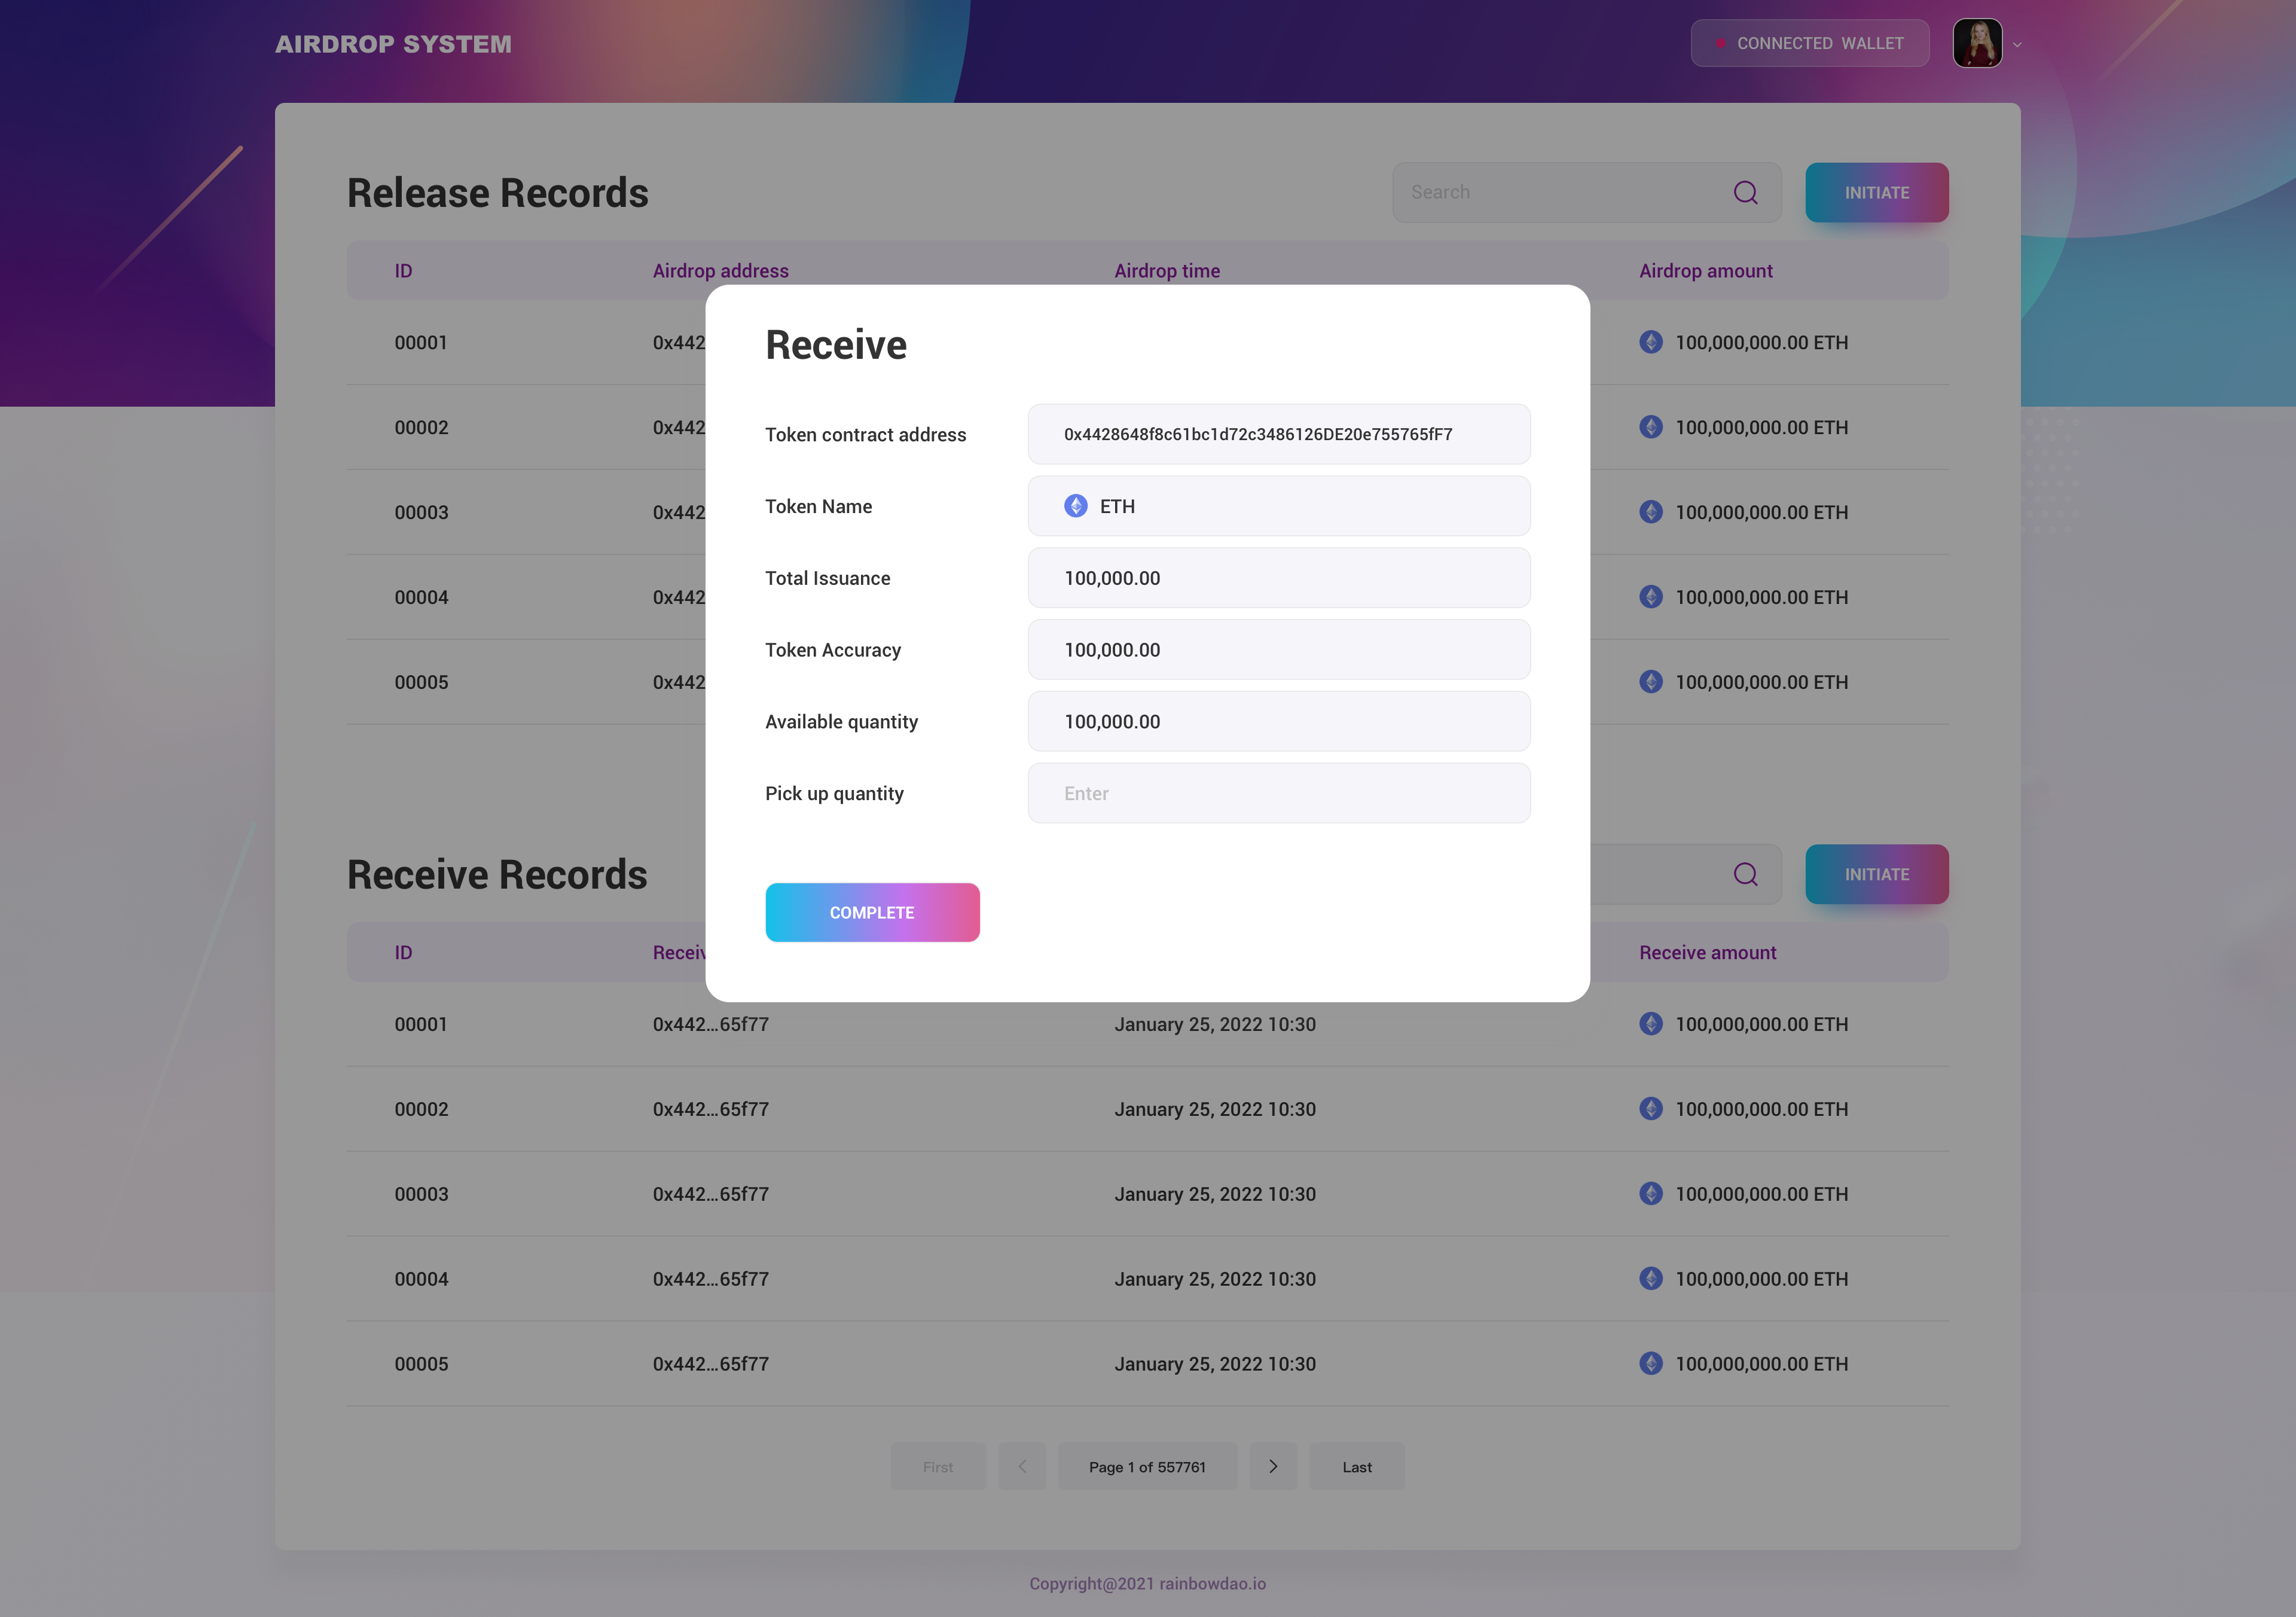 AIRDROP SYSTEM
CONNECTED WALLET
Release Records
Search
INITIATE
ID Airdrop address Airdrop time Airdrop amount
00001 0x442 100,000,000.00 ETH
00002 0x442 100,000,000.00 ETH
00003 0x442 100,000,000.00 ETH
00004 0x442 100,000,000.00 ETH
00005 0x442 100,000,000.00 ETH
Receive
Token contract address 0x4428648f8c61bc1d72c3486126DE20e755765fF7
Token Name ETH
Total Issuance 100,000.00
Token Accuracy 100,000.00
Available quantity 100,000.00
Pick up quantity Enter
COMPLETE
Receive Records
INITIATE
ID Receiv Receive amount
00001 0x442...65f77 January 25, 2022 10:30 100,000,000.00 ETH
00002 0x442...65f77 January 25, 2022 10:30 100,000,000.00 ETH
00003 0x442...65f77 January 25, 2022 10:30 100,000,000.00 ETH
00004 0x442...65f77 January 25, 2022 10:30 100,000,000.00 ETH
00005 0x442...65f77 January 25, 2022 10:30 100,000,000.00 ETH
First < Page 1 of 557761 > Last
Copyright@2021 rainbowdao.io